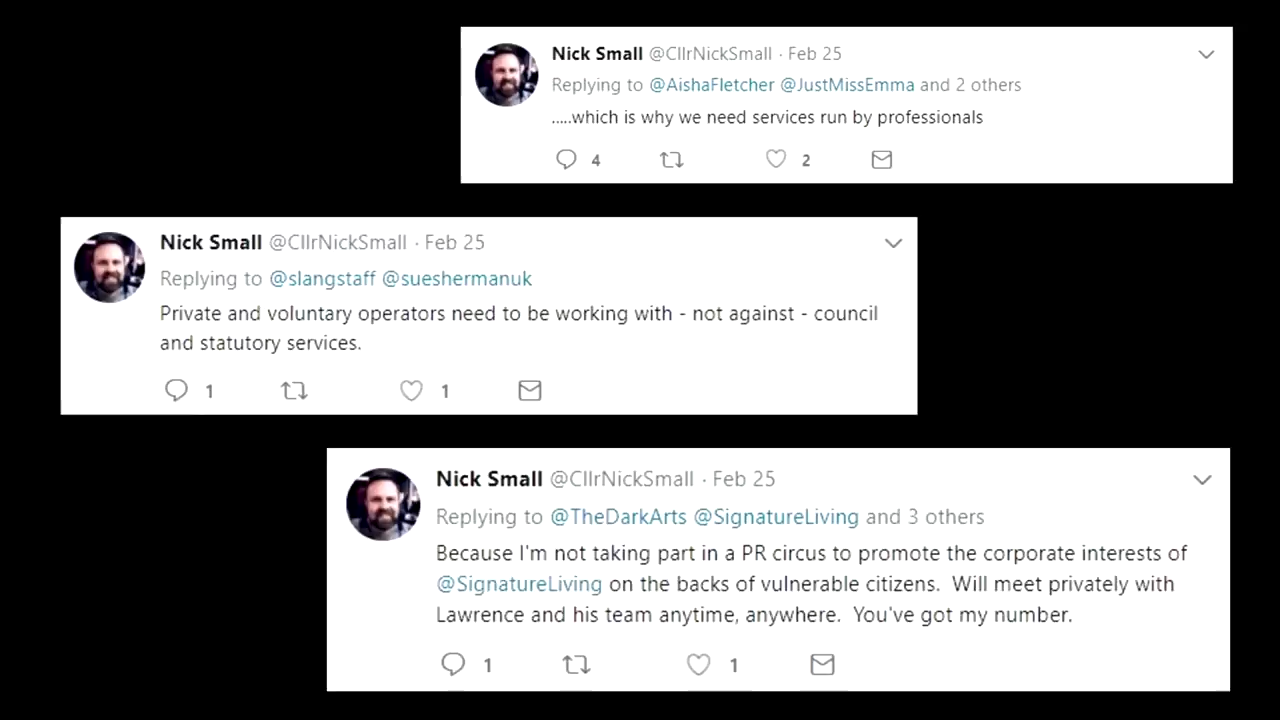 Nick Small @CllrNickSmall · Feb 25
Replying to @AishaFletcher @JustMissEmma and 2 others
.....which is why we need services run by professionals
4 2
Nick Small @CllrNickSmall · Feb 25
Replying to @slangstaff @sueshermanuk
Private and voluntary operators need to be working with - not against - council
and statutory services.
1 1
Nick Small @CllrNickSmall · Feb 25
Replying to @TheDarkArts @SignatureLiving and 3 others
Because I'm not taking part in a PR circus to promote the corporate interests of
@SignatureLiving on the backs of vulnerable citizens.  Will meet privately with
Lawrence and his team anytime, anywhere.  You've got my number.
1 1